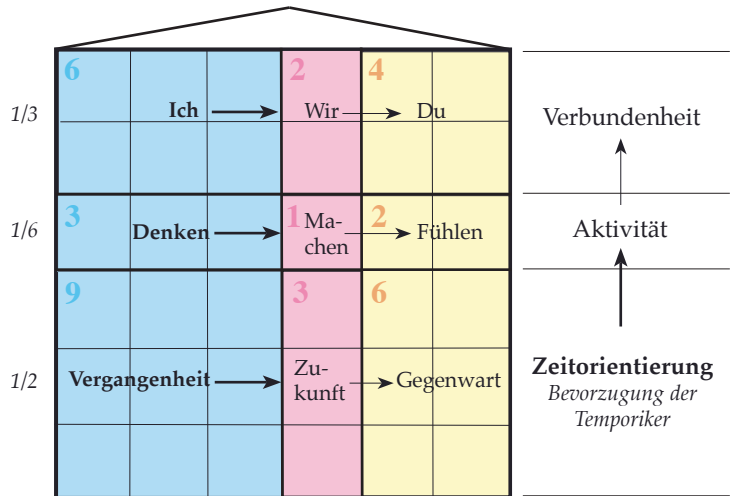 6 2 4
1/3 Ich Wir Du Verbundenheit
3 1 2
1/6 Denken Ma-
chen Fühlen Aktivität
9 3 6
1/2 Vergangenheit Zu-
kunft Gegenwart Zeitorientierung
Bevorzugung der
Temporiker